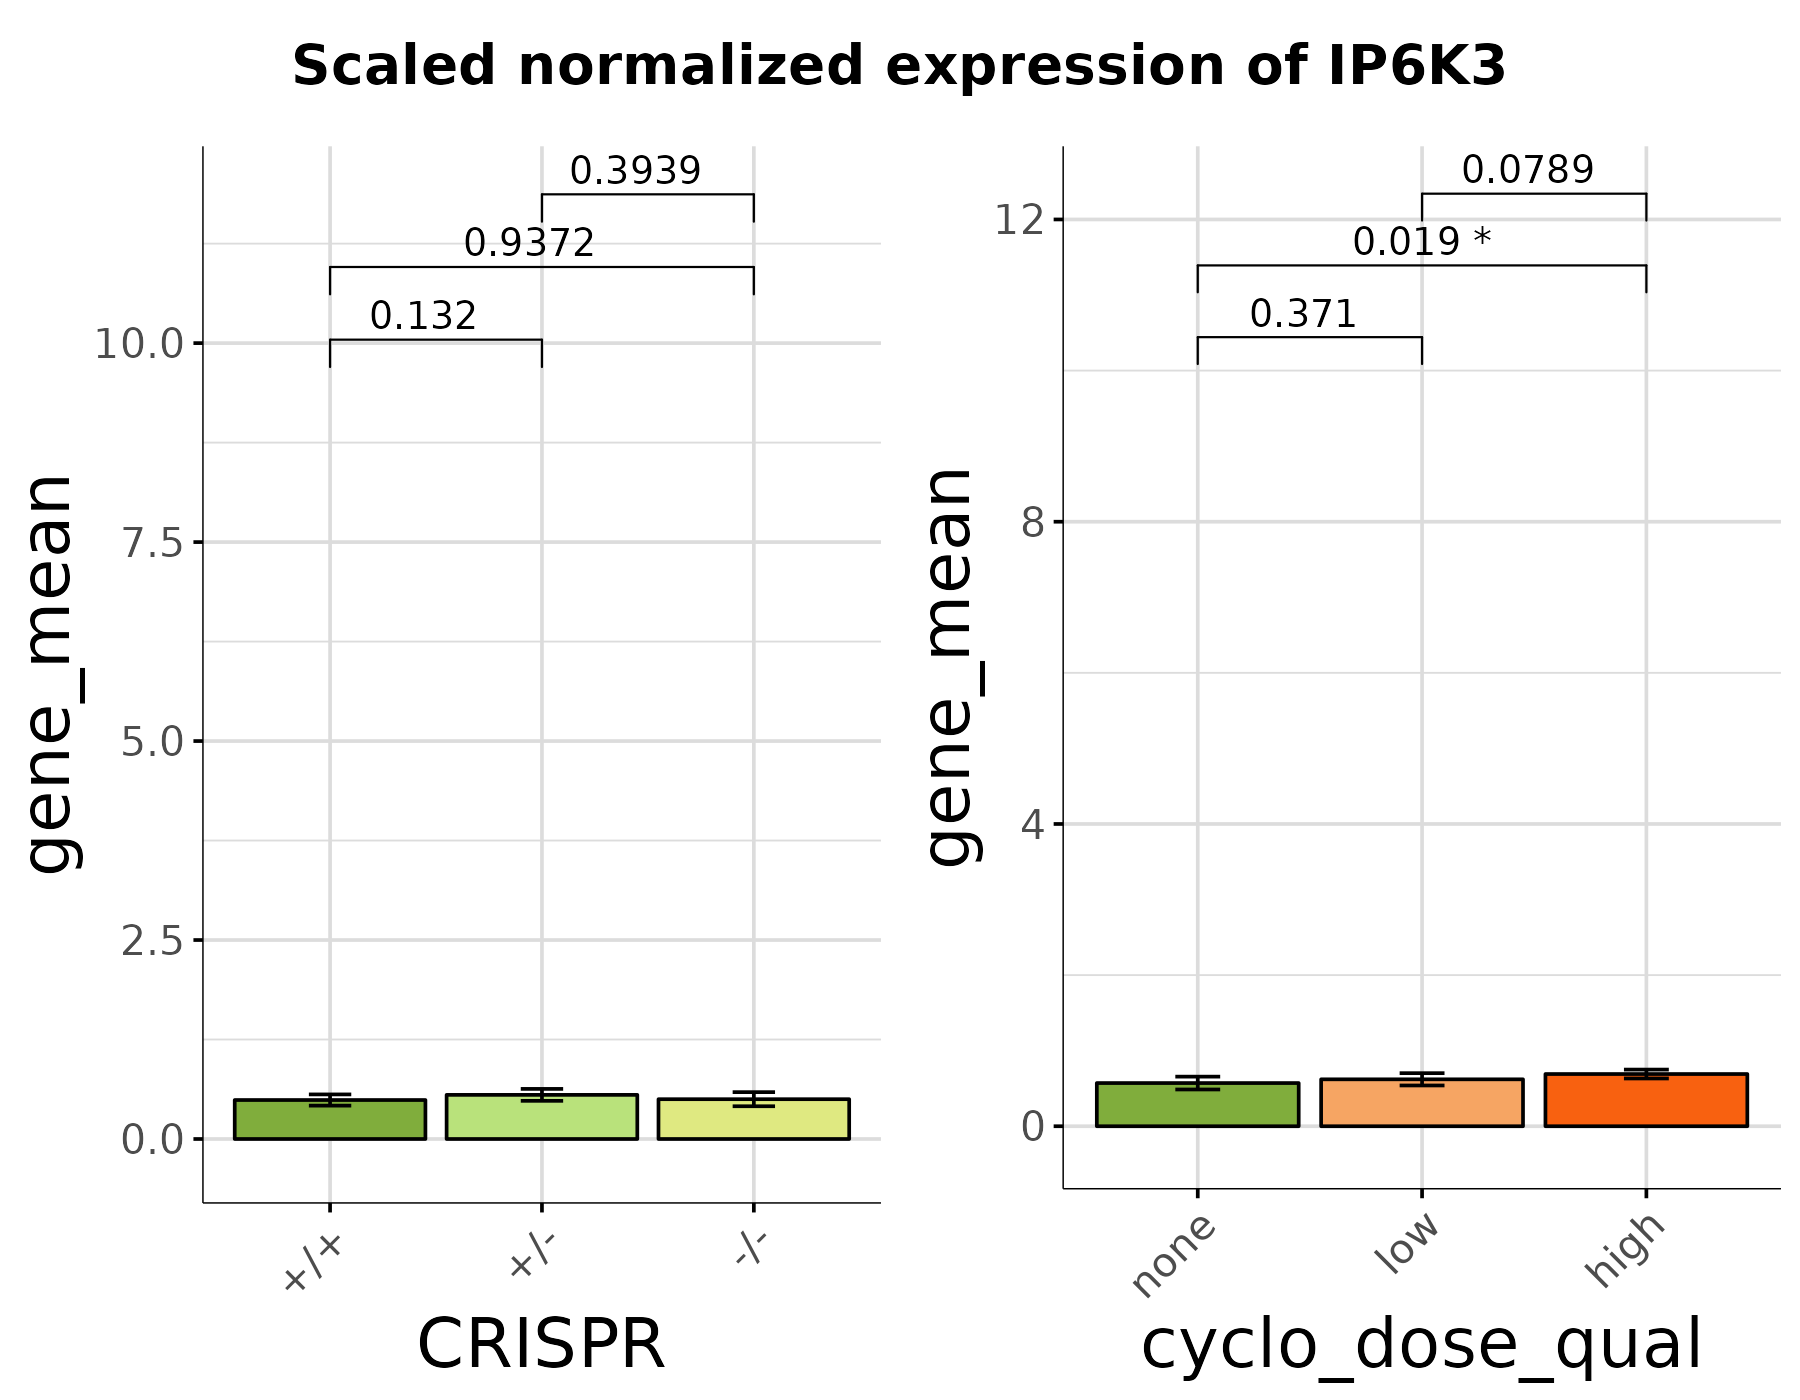 Scaled normalized expression of IP6K3
gene_mean
10.0
7.5
5.0
2.5
0.0
0.3939
0.9372
0.132
+/+
+/-
-/-
CRISPR
gene_mean
12
8
4
0
0.0789
0.019 *
0.371
none
low
high
cyclo_dose_qual